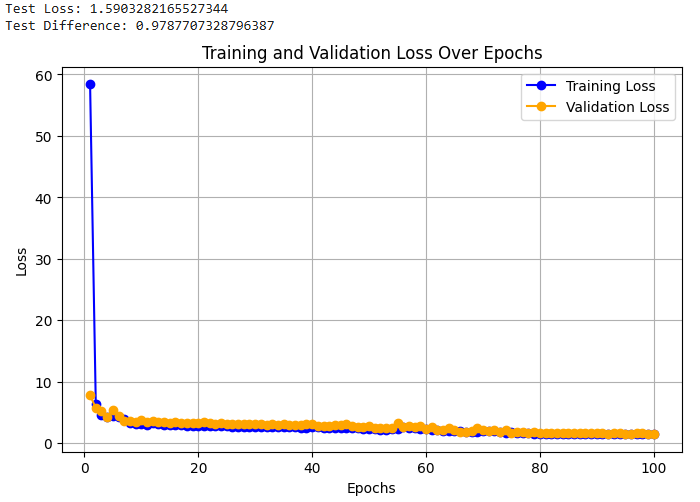 Test Loss: 1.5903282165527344
Test Difference: 0.9787707328796387
Training and Validation Loss Over Epochs
Training Loss
Validation Loss
60
50
40
30
20
10
0
Loss
0 20 40 60 80 100
Epochs